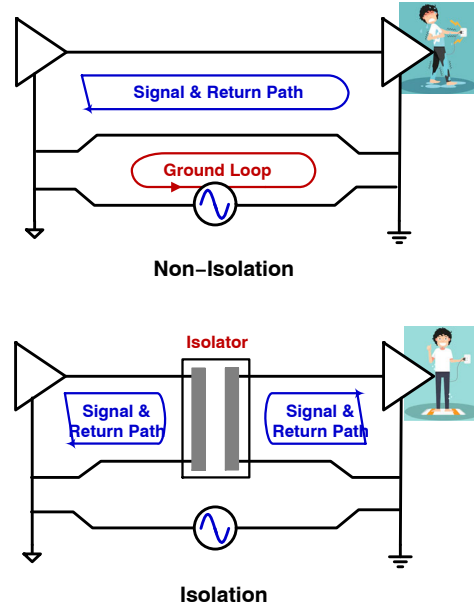 Signal & Return Path
Ground Loop
Non-Isolation
Isolator
Signal &
Return Path
Signal &
Return Path
Isolation